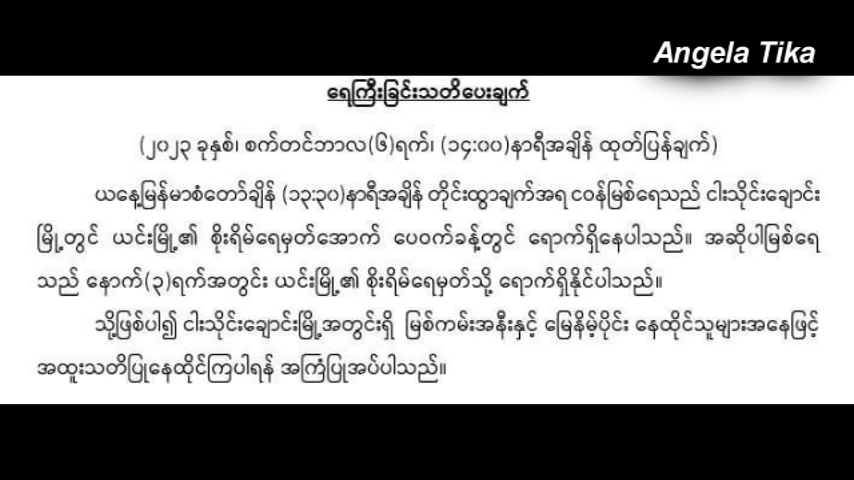 Angela Tika
ရေကြီးခြင်းသတိပေးချက်
(၂၀၂၃ ခုနှစ်၊ စက်တင်ဘာလ(၆)ရက်၊ (၁၄:၀၀)နာရီအချိန် ထုတ်ပြန်ချက်)
ယနေ့မြန်မာစံတော်ချိန် (၁၃:၃၀)နာရီအချိန် တိုင်းထွာချက်အရ ငဝန်မြစ်ရေသည် ငါးသိုင်းချောင်း
မြို့တွင် ယင်းမြို့၏ စိုးရိမ်ရေမှတ်အောက် ပေဝက်ခန့်တွင် ရောက်ရှိနေပါသည်။ အဆိုပါမြစ်ရေ
သည် နောက်(၃)ရက်အတွင်း ယင်းမြို့၏ စိုးရိမ်ရေမှတ်သို့ ရောက်ရှိနိုင်ပါသည်။
သို့ဖြစ်ပါ၍ ငါးသိုင်းချောင်းမြို့အတွင်းရှိ မြစ်ကမ်းအနီးနှင့် မြေနိမ့်ပိုင်း နေထိုင်သူများအနေဖြင့်
အထူးသတိပြုနေထိုင်ကြပါရန် အကြံပြုအပ်ပါသည်။